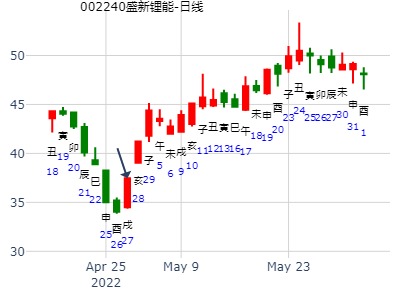 002240盛新锂能-日线
50
45
40
35
30
丑
18
寅
19
卯
20
辰
21
巳
22
申
25
酉
26
戌
27
亥
28
子
29
午
5
未
6
戌
9
亥
10
子
11
丑
12
寅
13
巳
16
午
17
未
18
申
19
酉
20
子
23
丑
24
寅
25
卯
26
辰
27
未
30
申
31
酉
1
Apr 25
2022
May 9
May 23